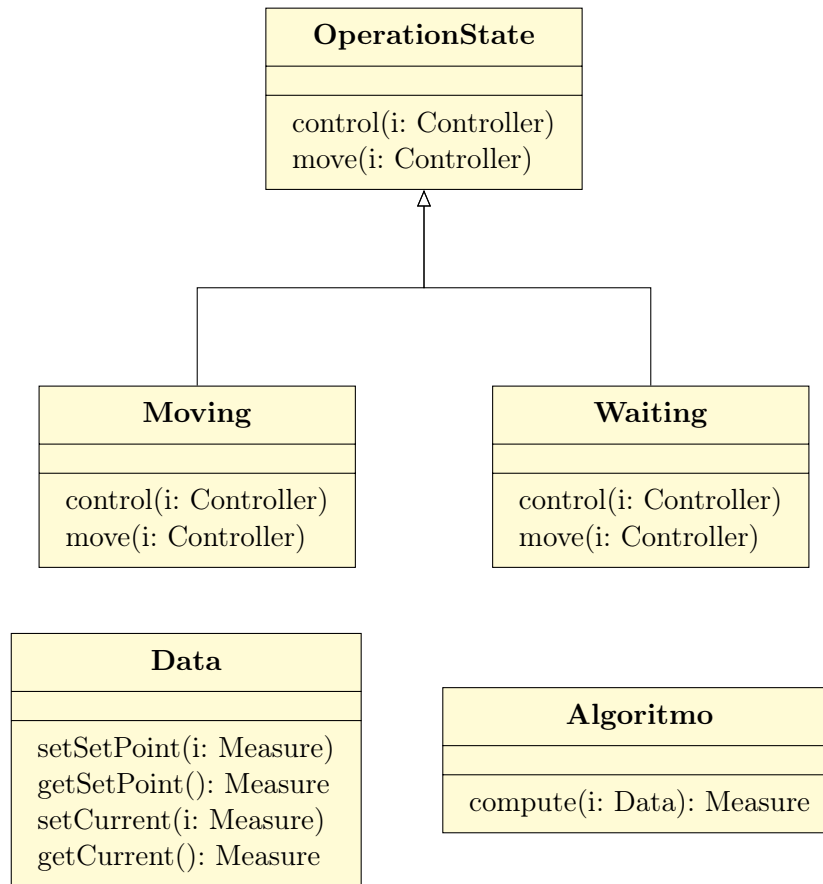 OperationState
control(i: Controller)
move(i: Controller)
Moving
control(i: Controller)
move(i: Controller)
Waiting
control(i: Controller)
move(i: Controller)
Data
setSetPoint(i: Measure)
getSetPoint(): Measure
setCurrent(i: Measure)
getCurrent(): Measure
Algoritmo
compute(i: Data): Measure